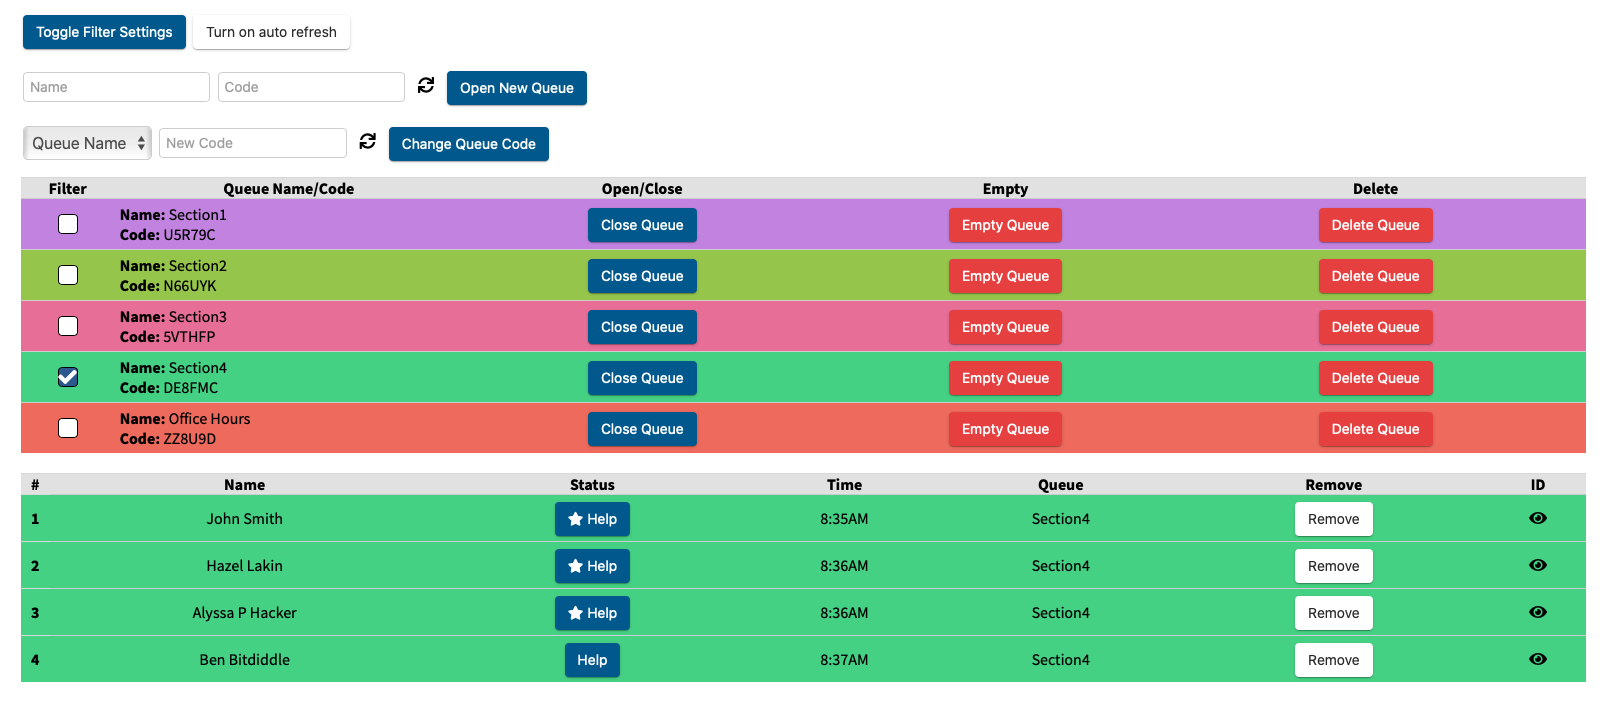 Toggle Filter Settings Turn on auto refresh
Name Code Open New Queue
Queue Name New Code Change Queue Code
Filter Queue Name/Code Open/Close Empty Delete
Name: Section1
Code: U5R79C
Close Queue Empty Queue Delete Queue
Name: Section2
Code: N66UYK
Close Queue Empty Queue Delete Queue
Name: Section3
Code: 5VTHFP
Close Queue Empty Queue Delete Queue
Name: Section4
Code: DE8FMC
Close Queue Empty Queue Delete Queue
Name: Office Hours
Code: ZZ8U9D
Close Queue Empty Queue Delete Queue
# Name Status Time Queue Remove ID
1 John Smith Help 8:35AM Section4 Remove
2 Hazel Lakin Help 8:36AM Section4 Remove
3 Alyssa P Hacker Help 8:36AM Section4 Remove
4 Ben Bitdiddle Help 8:37AM Section4 Remove